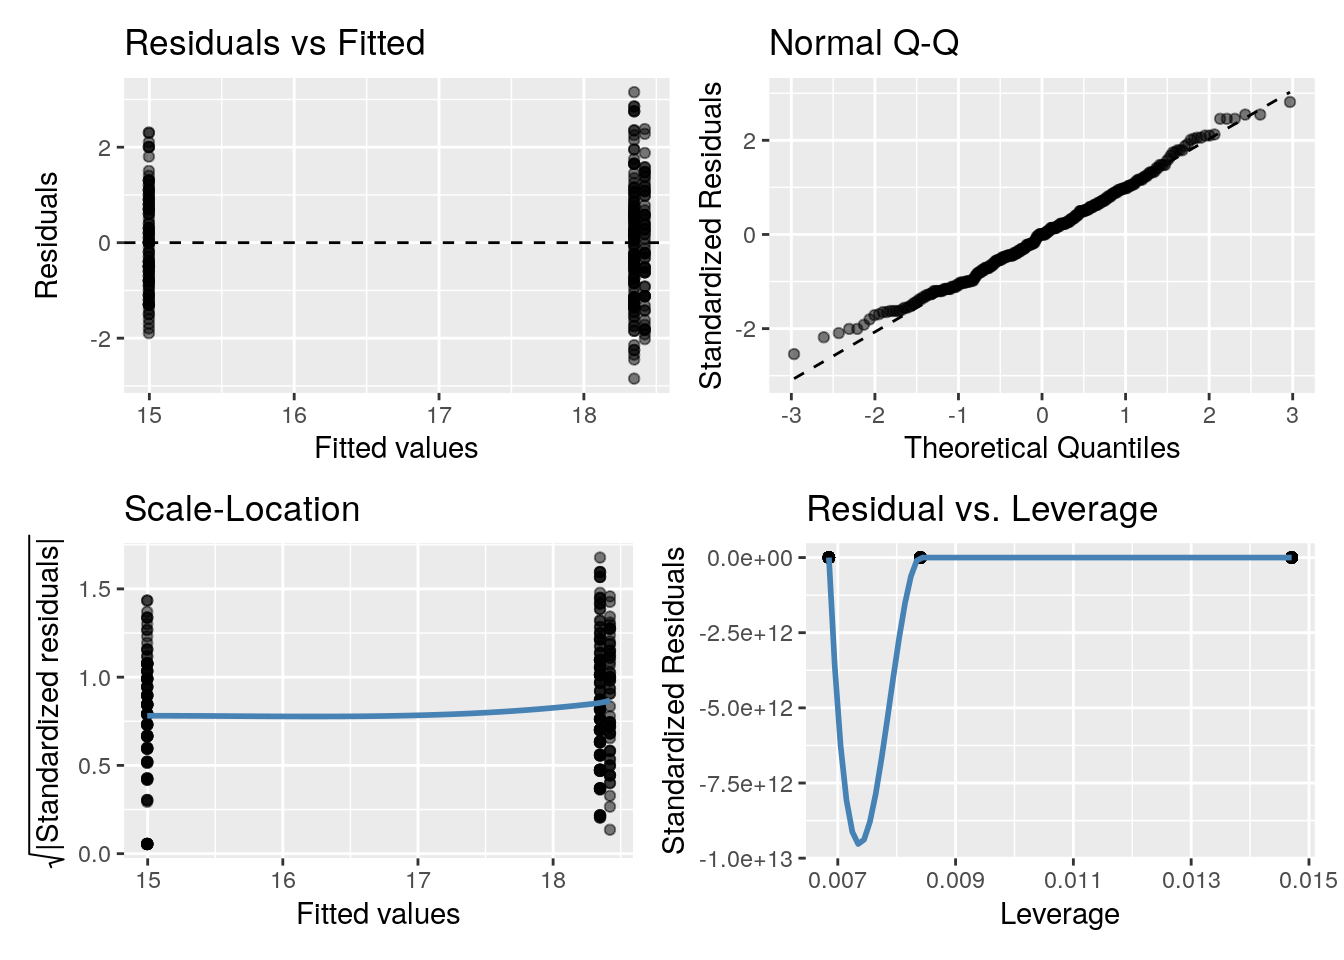 Residuals vs Fitted
Residuals
2
0
-2
15 16 17 18
Fitted values
Normal Q-Q
Standardized Residuals
2
0
-2
-3 -2 -1 0 1 2 3
Theoretical Quantiles
Scale-Location
√|Standardized residuals|
1.5
1.0
0.5
0.0
15 16 17 18
Fitted values
Residual vs. Leverage
Standardized Residuals
0.0e+00
-2.5e+12
-5.0e+12
-7.5e+12
-1.0e+13
0.007 0.009 0.011 0.013 0.015
Leverage